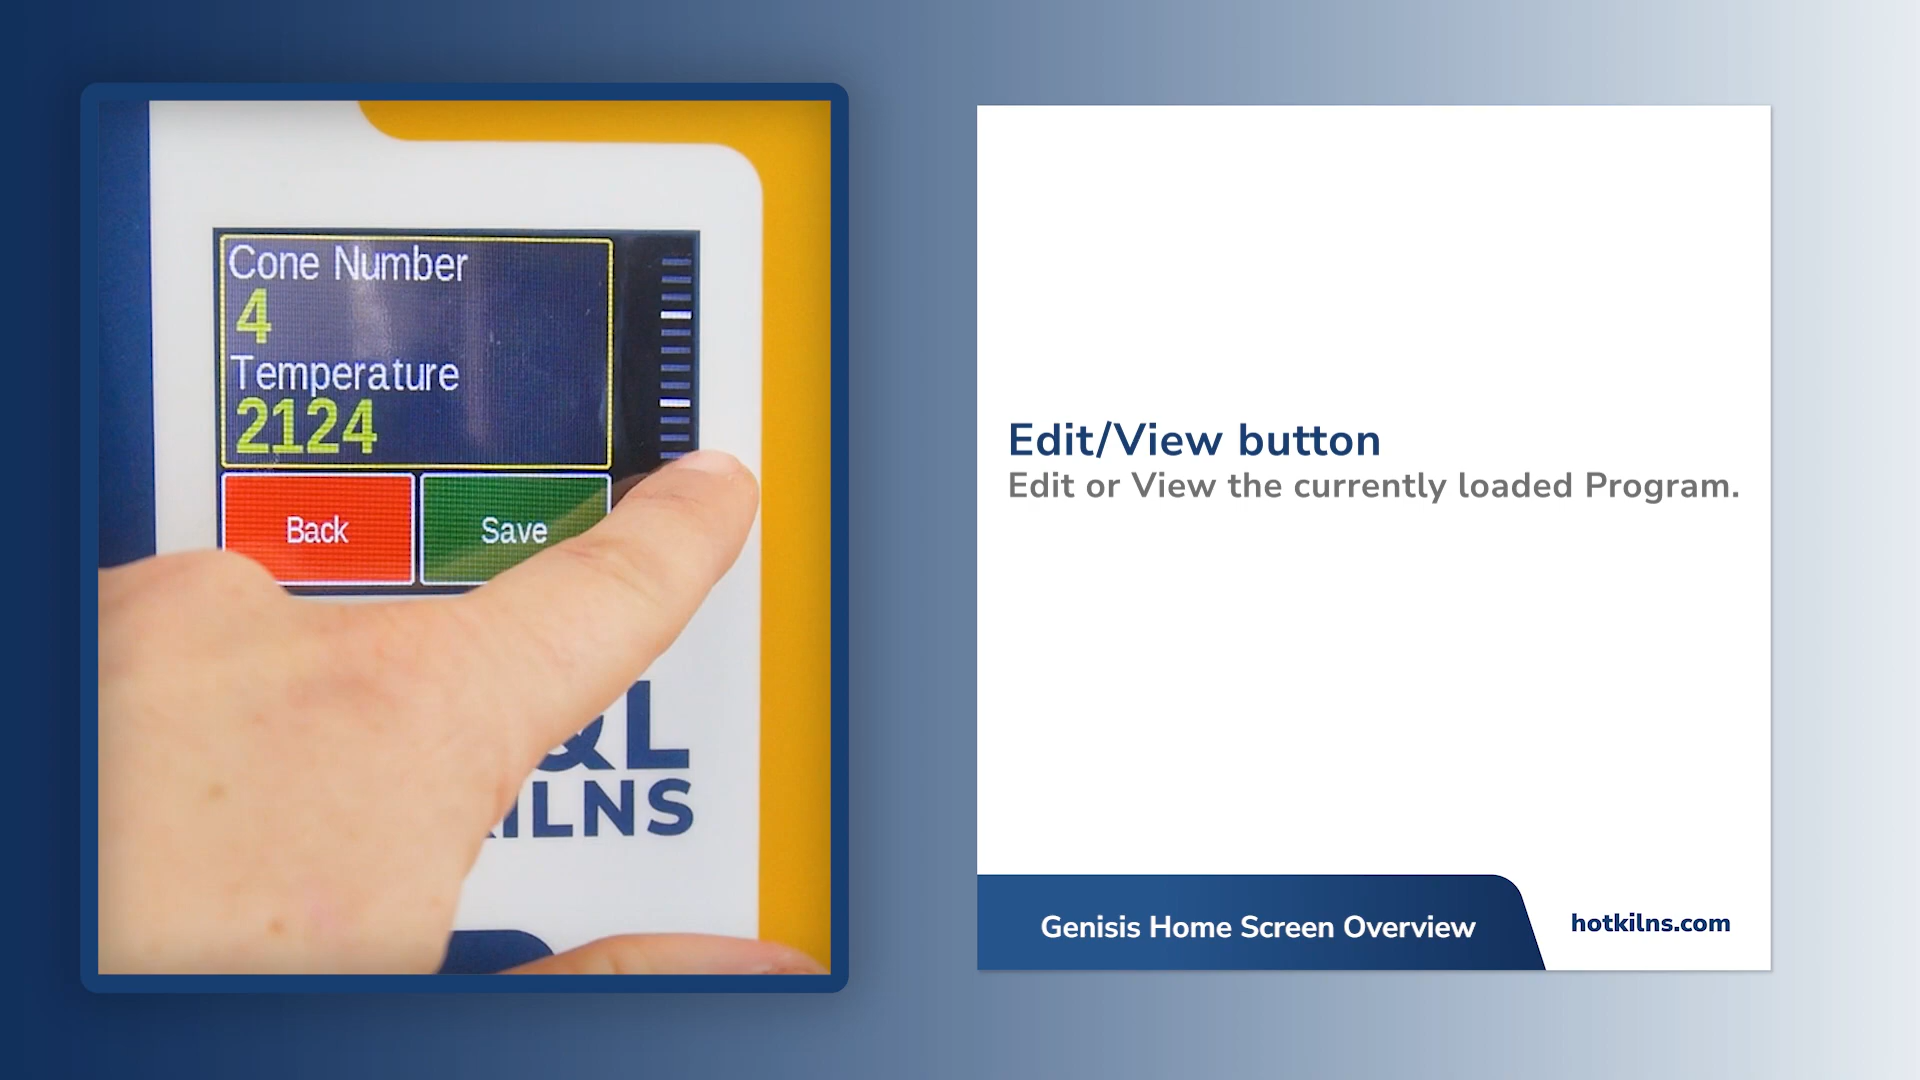 Cone Number
4
Temperature
2124
Back
Save
Edit/View button
Edit or View the currently loaded Program.
Genisis Home Screen Overview
hotkilns.com